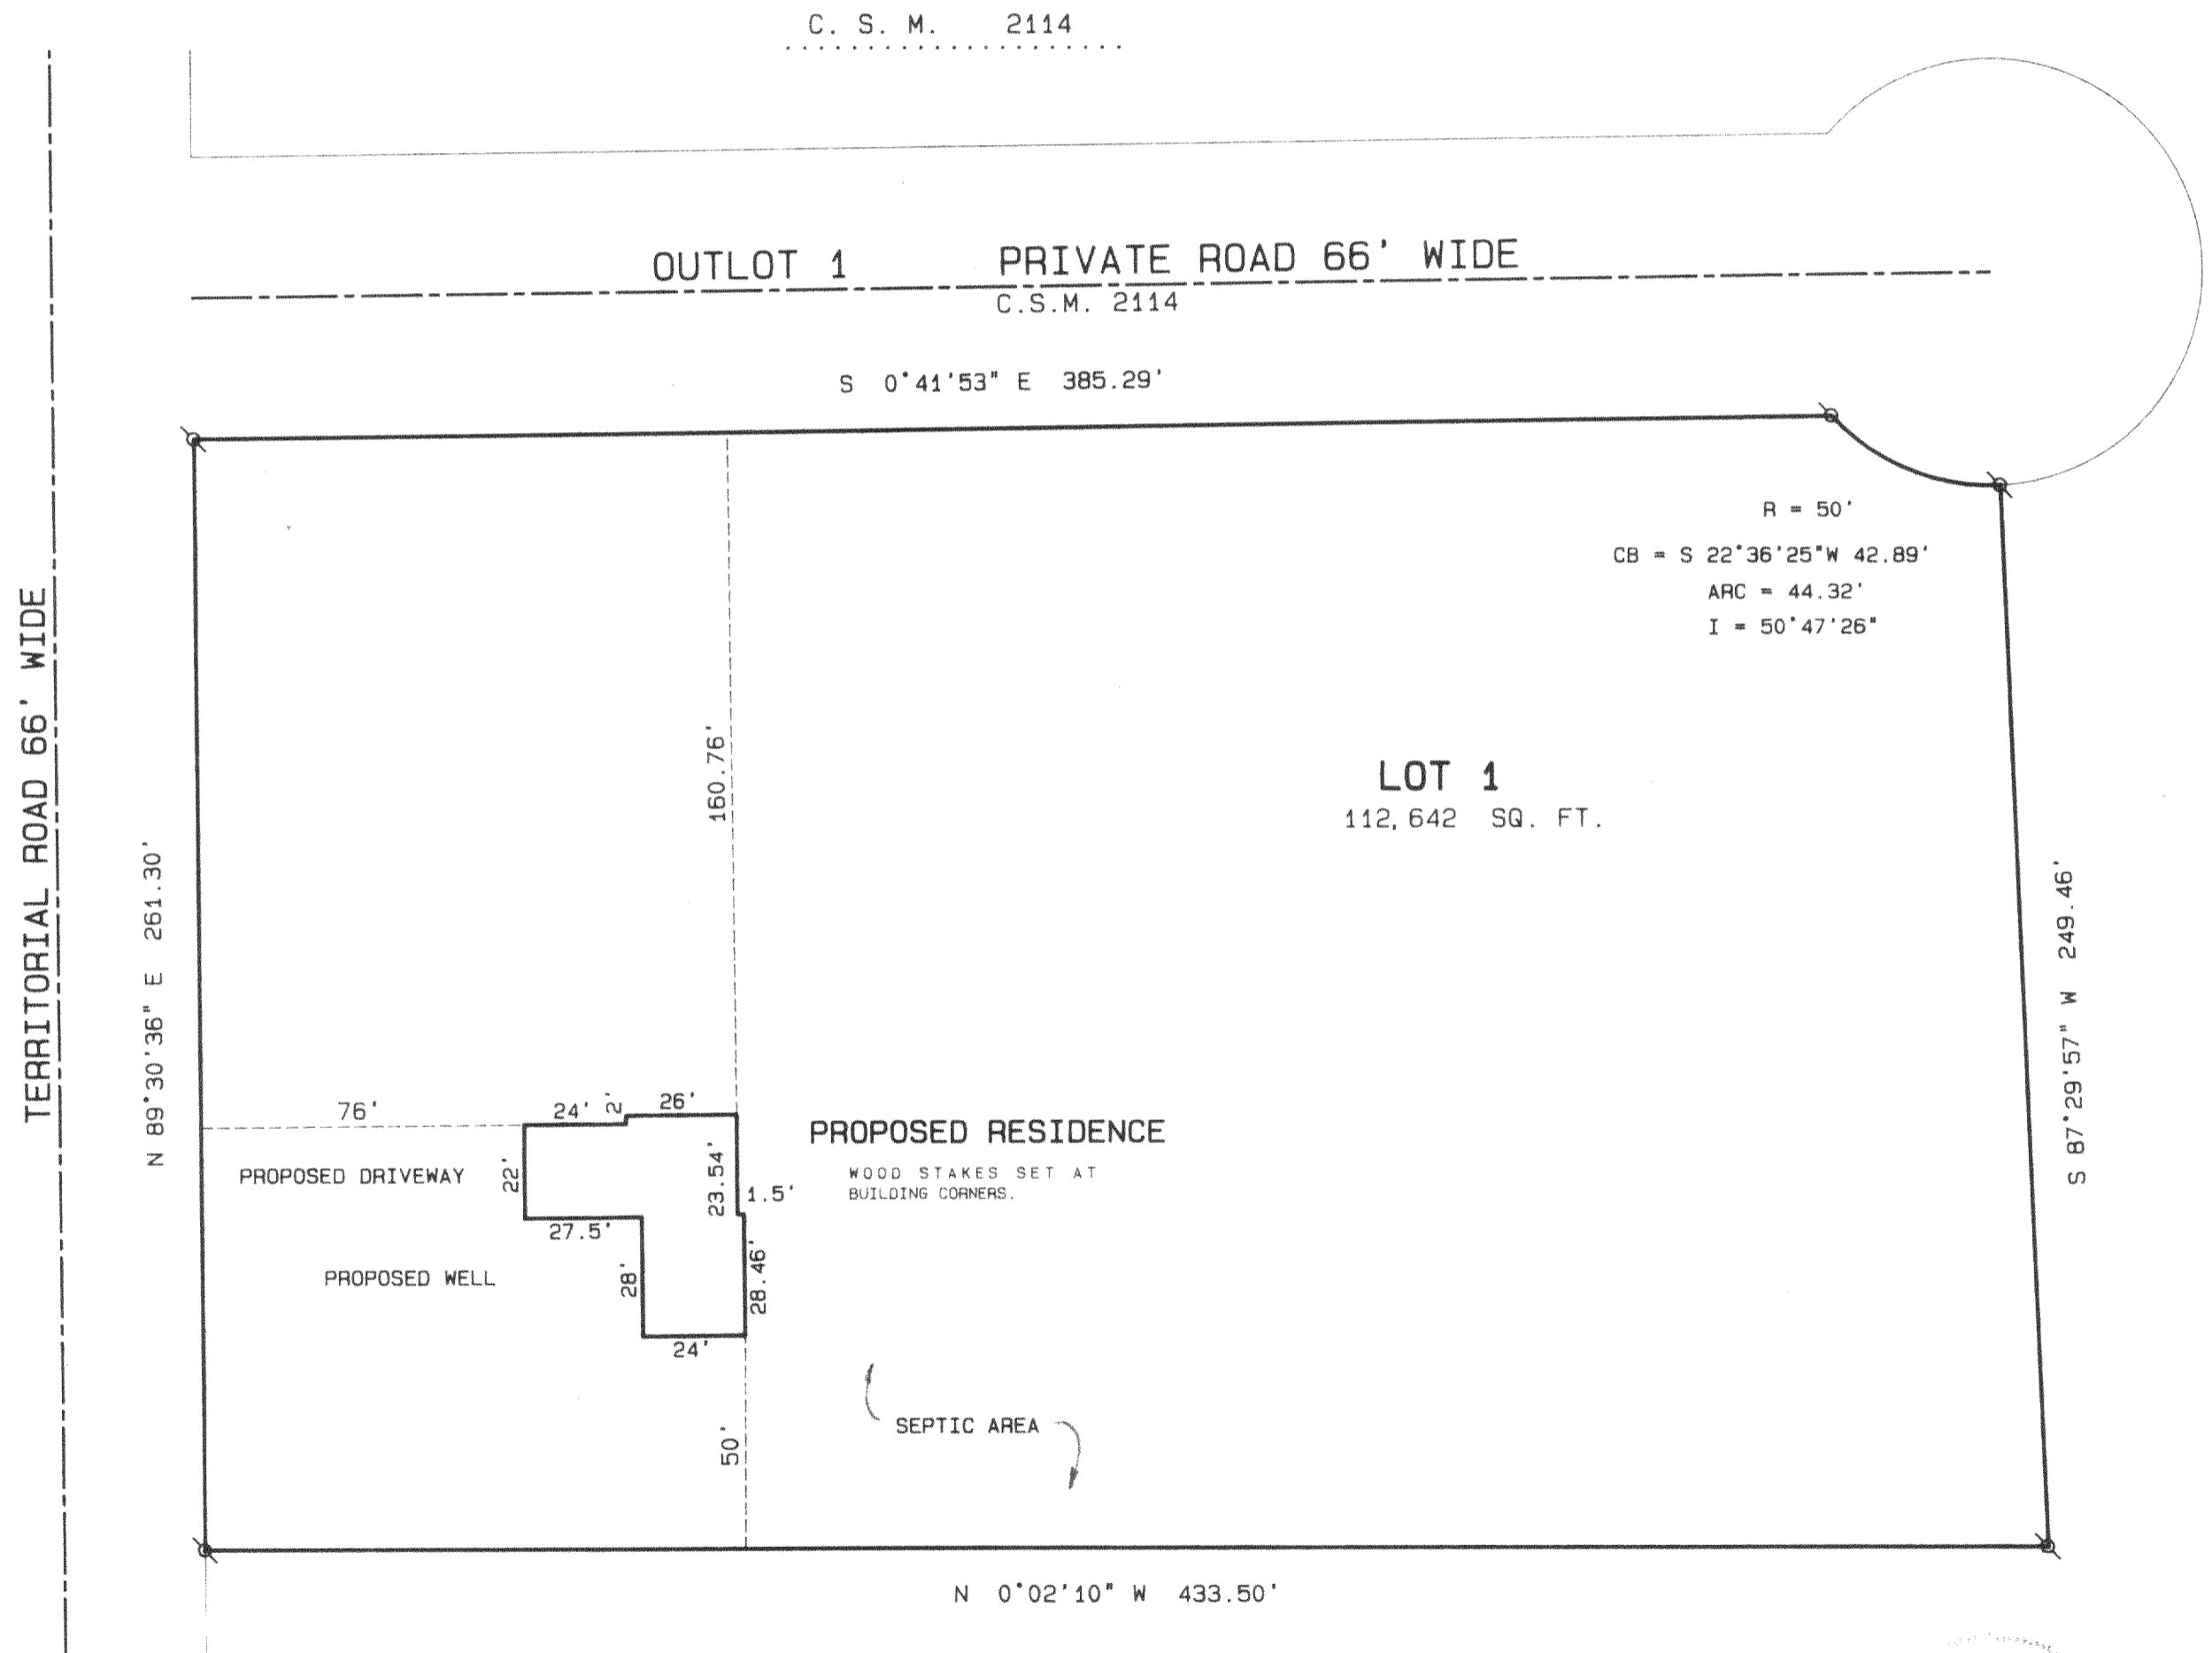 C. S. M. 2114
OUTLOT 1 PRIVATE ROAD 66' WIDE
C.S.M. 2114
S 0°41'53" E 385.29'
R = 50'
CB = S 22°36'25"W 42.89'
ARC = 44.32'
I = 50°47'26"
TERRITORIAL ROAD 66' WIDE
N 89°30'36" E 261.30'
160.76'
LOT 1
112,642 SQ. FT.
S 87°29'57" W 249.46'
76'
24'
2'
26'
PROPOSED RESIDENCE
WOOD STAKES SET AT
BUILDING CORNERS.
PROPOSED DRIVEWAY
22'
23.54'
1.5'
27.5'
PROPOSED WELL
28'
28.46'
24'
SEPTIC AREA
50'
N 0°02'10" W 433.50'